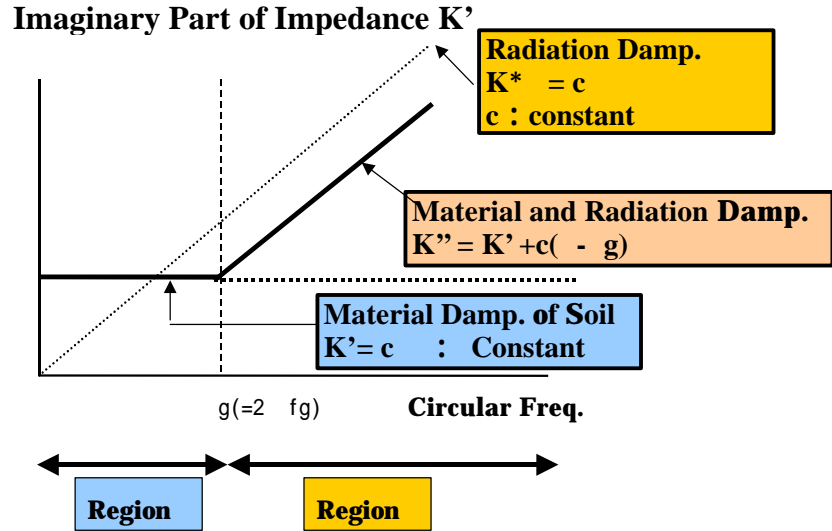 Imaginary Part of Impedance K’
Radiation Damp.
K* = c
c : constant
Material and Radiation Damp.
K” = K' +c( - g)
Material Damp. of Soil
K’= c : Constant
g(=2 fg)
Circular Freq.
Region
Region